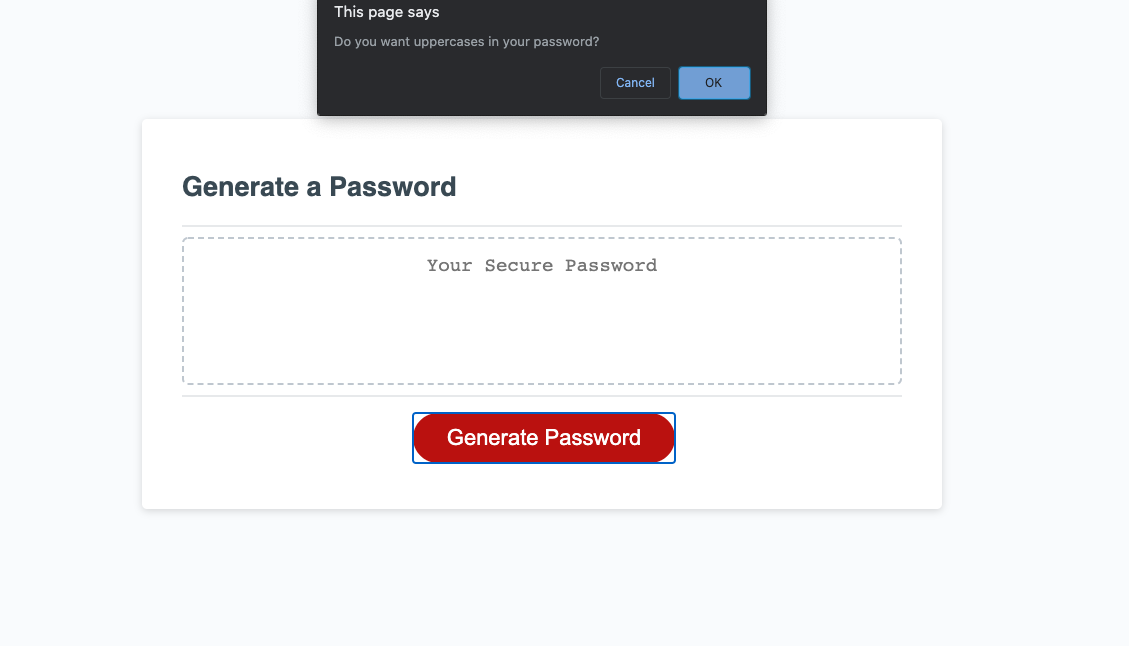 This page says
Do you want uppercases in your password?
Cancel
OK
Generate a Password
Your Secure Password
Generate Password